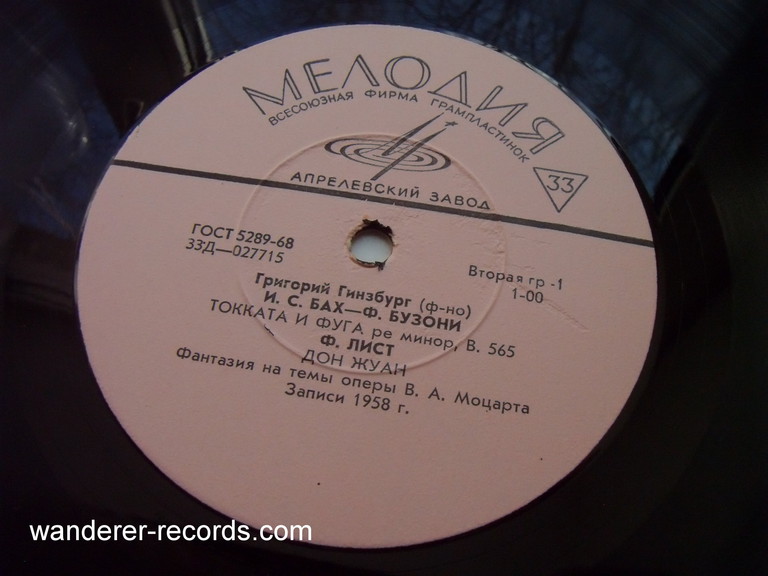 МЕЛОДИЯ
ВСЕСОЮЗНАЯ ФИРМА ГРАМПЛАСТИНОК
АПРЕЛЕВСКИЙ ЗАВОД
33
ГОСТ 5289-68
33Д—027715
Вторая гр -1
1-00
Григорий Гинзбург (ф-но)
И. С. БАХ—Ф. БУЗОНИ
ТОККАТА И ФУГА ре минор, В. 565
Ф. ЛИСТ
ДОН ЖУАН
Фантазия на темы оперы В. А. Моцарта
Записи 1958 г.
wanderer-records.com